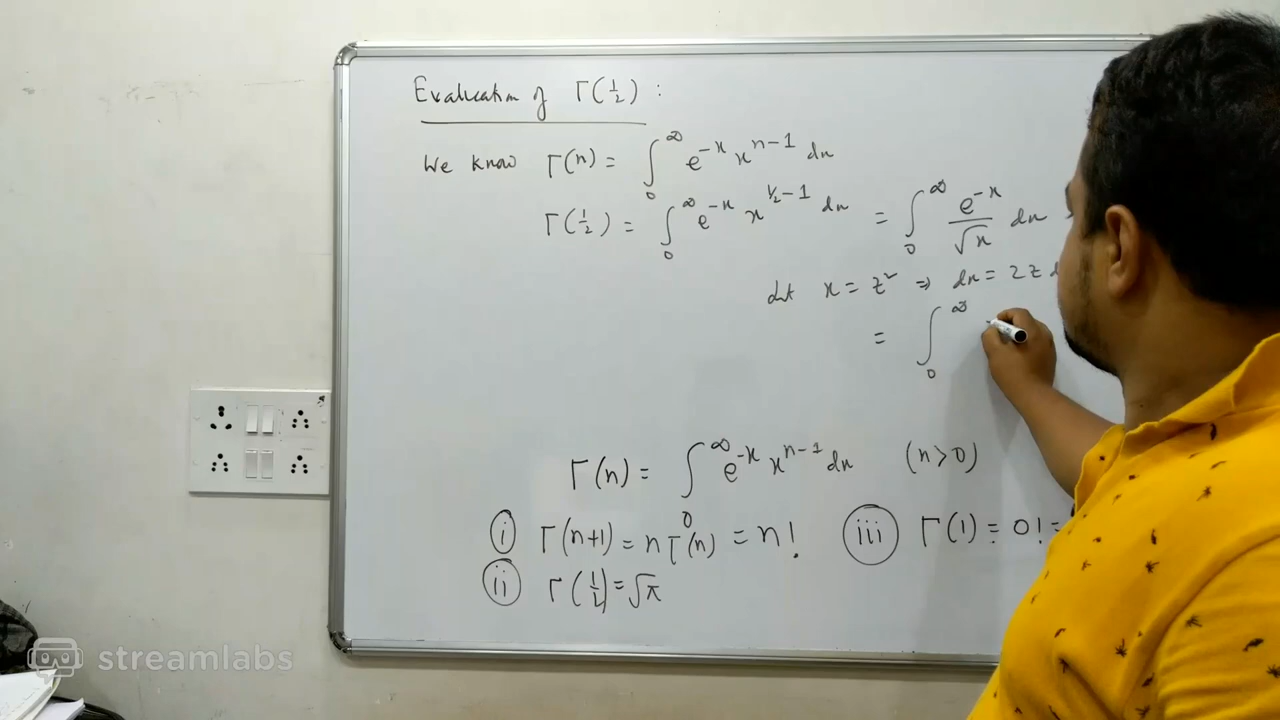 Evaluation of Γ(1/2) :
We know Γ(n) = ∫₀^∞ e^{-x} x^{n-1} dx
Γ(1/2) = ∫₀^∞ e^{-x} x^{1/2-1} dx = ∫₀^∞ e^{-x}/√x dx
Let x = z² ⇒ dx = 2z d
= ∫₀^∞
Γ(n) = ∫₀^∞ e^{-x} x^{n-1} dx (n>0)
(i) Γ(n+1) = n Γ(n) = n! (iii) Γ(1) = 0! =
(ii) Γ(1/2) = √π
streamlabs